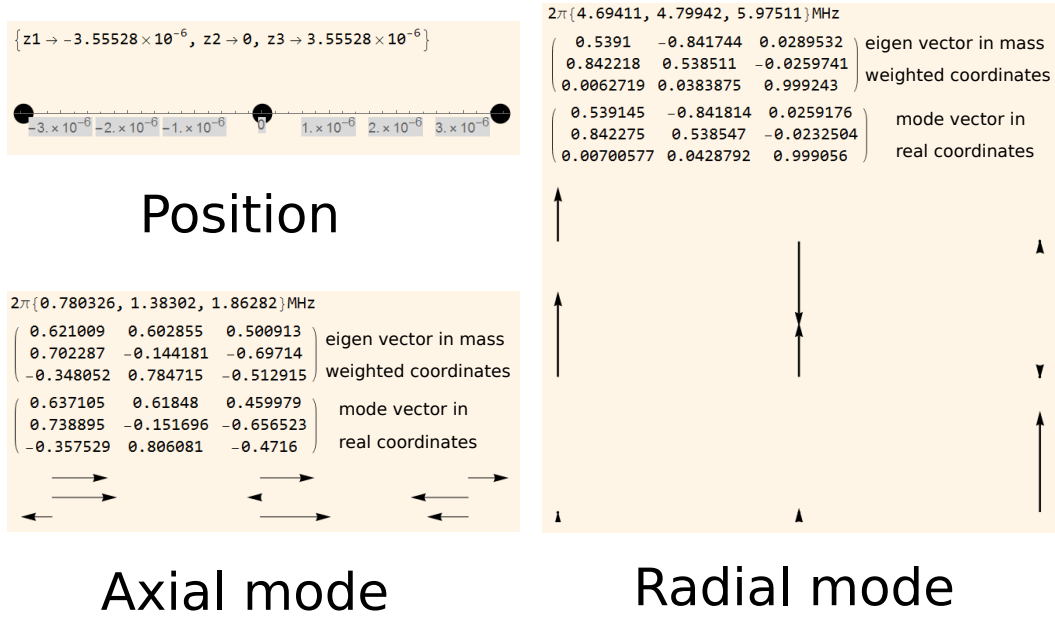 {z1 → -3.55528×10^-6, z2 → 0, z3 → 3.55528×10^-6}
-3.×10^-6 -2.×10^-6 -1.×10^-6 0 1.×10^-6 2.×10^-6 3.×10^-6
Position
2π{0.780326, 1.38302, 1.86282}MHz
0.621009 0.602855 0.500913
0.702287 -0.144181 -0.69714
-0.348052 0.784715 -0.512915
eigen vector in mass
weighted coordinates
0.637105 0.61848 0.459979
0.738895 -0.151696 -0.656523
-0.357529 0.806081 -0.4716
mode vector in
real coordinates
Axial mode
2π{4.69411, 4.79942, 5.97511}MHz
0.5391 -0.841744 0.0289532
0.842218 0.538511 -0.0259741
0.0062719 0.0383875 0.999243
eigen vector in mass
weighted coordinates
0.539145 -0.841814 0.0259176
0.842275 0.538547 -0.0232504
0.00700577 0.0428792 0.999056
mode vector in
real coordinates
Radial mode